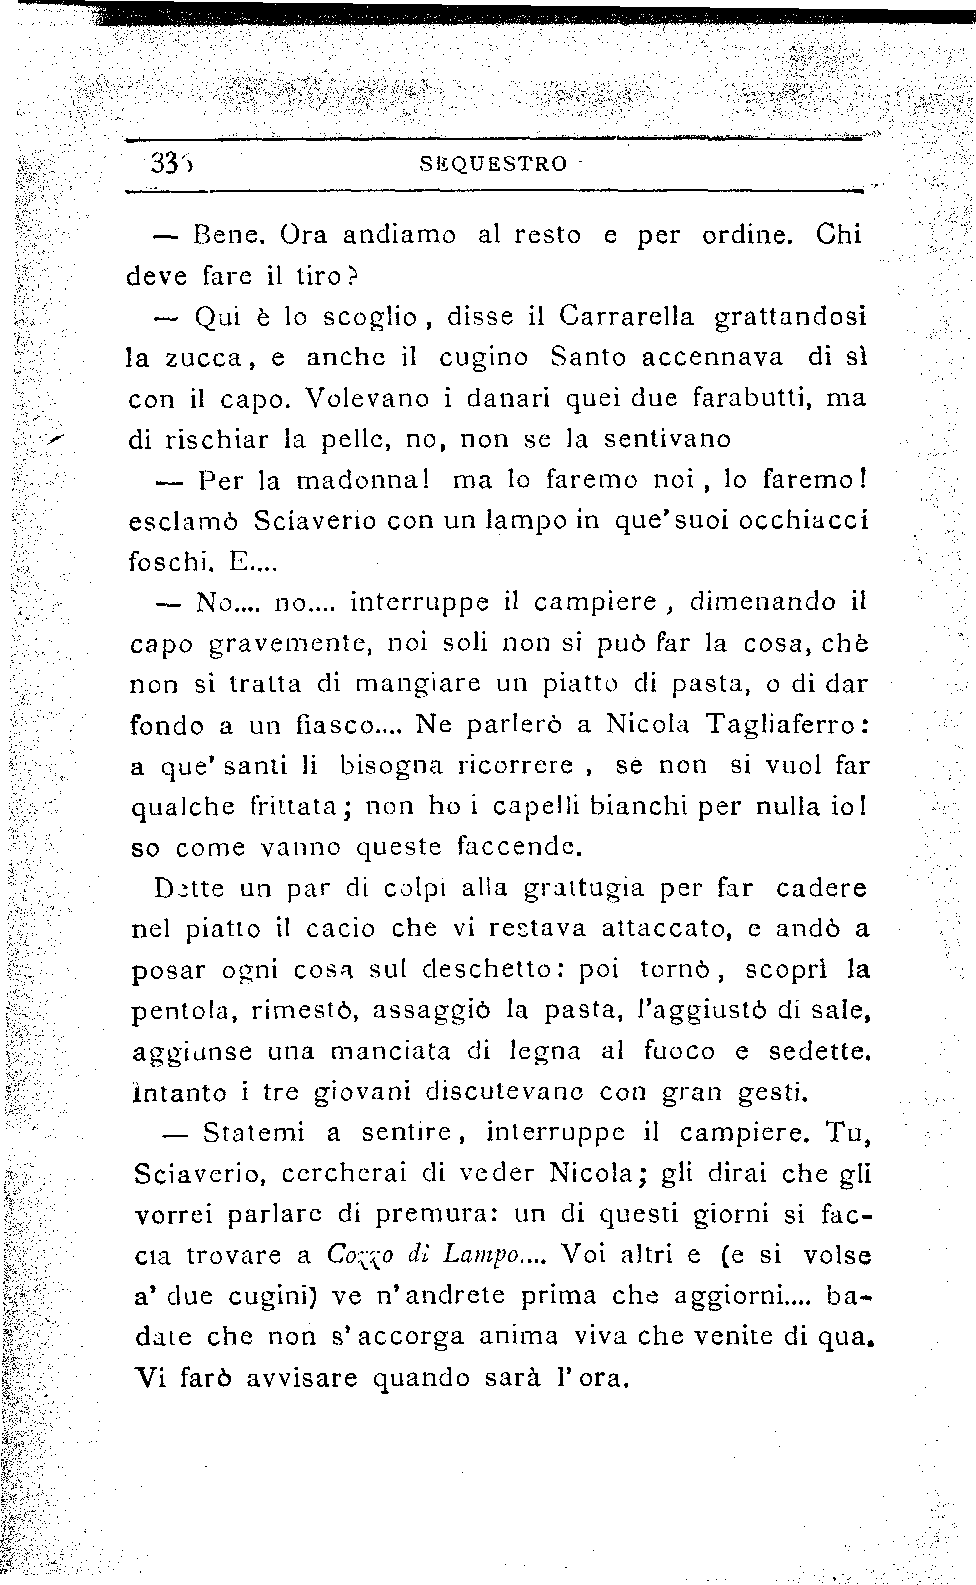 SEQUESTRO
— Bene. Ora andiamo al resto e per ordine. Chi
deve fare il tiro?
— Qui è lo scoglio, disse il Carrarella grattandosi
la zucca, e anche il cugino Santo accennava di sì
con il capo. Volevano i danari quei due farabutti, ma
di rischiar la pelle, no, non se la sentivano
— Per la madonna! ma lo faremo noi, lo faremo!
esclamò Sciaverio con un lampo in que' suoi occhiacci
foschi. E....
— No.... no.... interruppe il campiere, dimenando il
capo gravemente, noi soli non si può far la cosa, chè
non si tratta di mangiare un piatto di pasta, o di dar
fondo a un fiasco.... Ne parlerò a Nicola Tagliaferro:
a que' santi lì bisogna ricorrere, se non si vuol far
qualche frittata; non ho i capelli bianchi per nulla io!
so come vanno queste faccende.
Dette un par di colpi alla grattugia per far cadere
nel piatto il cacio che vi restava attaccato, e andò a
posar ogni cosa sul deschetto: poi tornò, scoprì la
pentola, rimestò, assaggiò la pasta, l'aggiustò di sale,
aggiunse una manciata di legna al fuoco e sedette.
Intanto i tre giovani discutevano con gran gesti.
— Statemi a sentire, interruppe il campiere. Tu,
Sciaverio, cercherai di veder Nicola; gli dirai che gli
vorrei parlare di premura: un di questi giorni si fac-
cia trovare a Cozzo di Lampo.... Voi altri e (e si volse
a' due cugini) ve n'andrete prima che aggiorni.... ba-
date che non s'accorga anima viva che venite di qua.
Vi farò avvisare quando sarà l'ora.